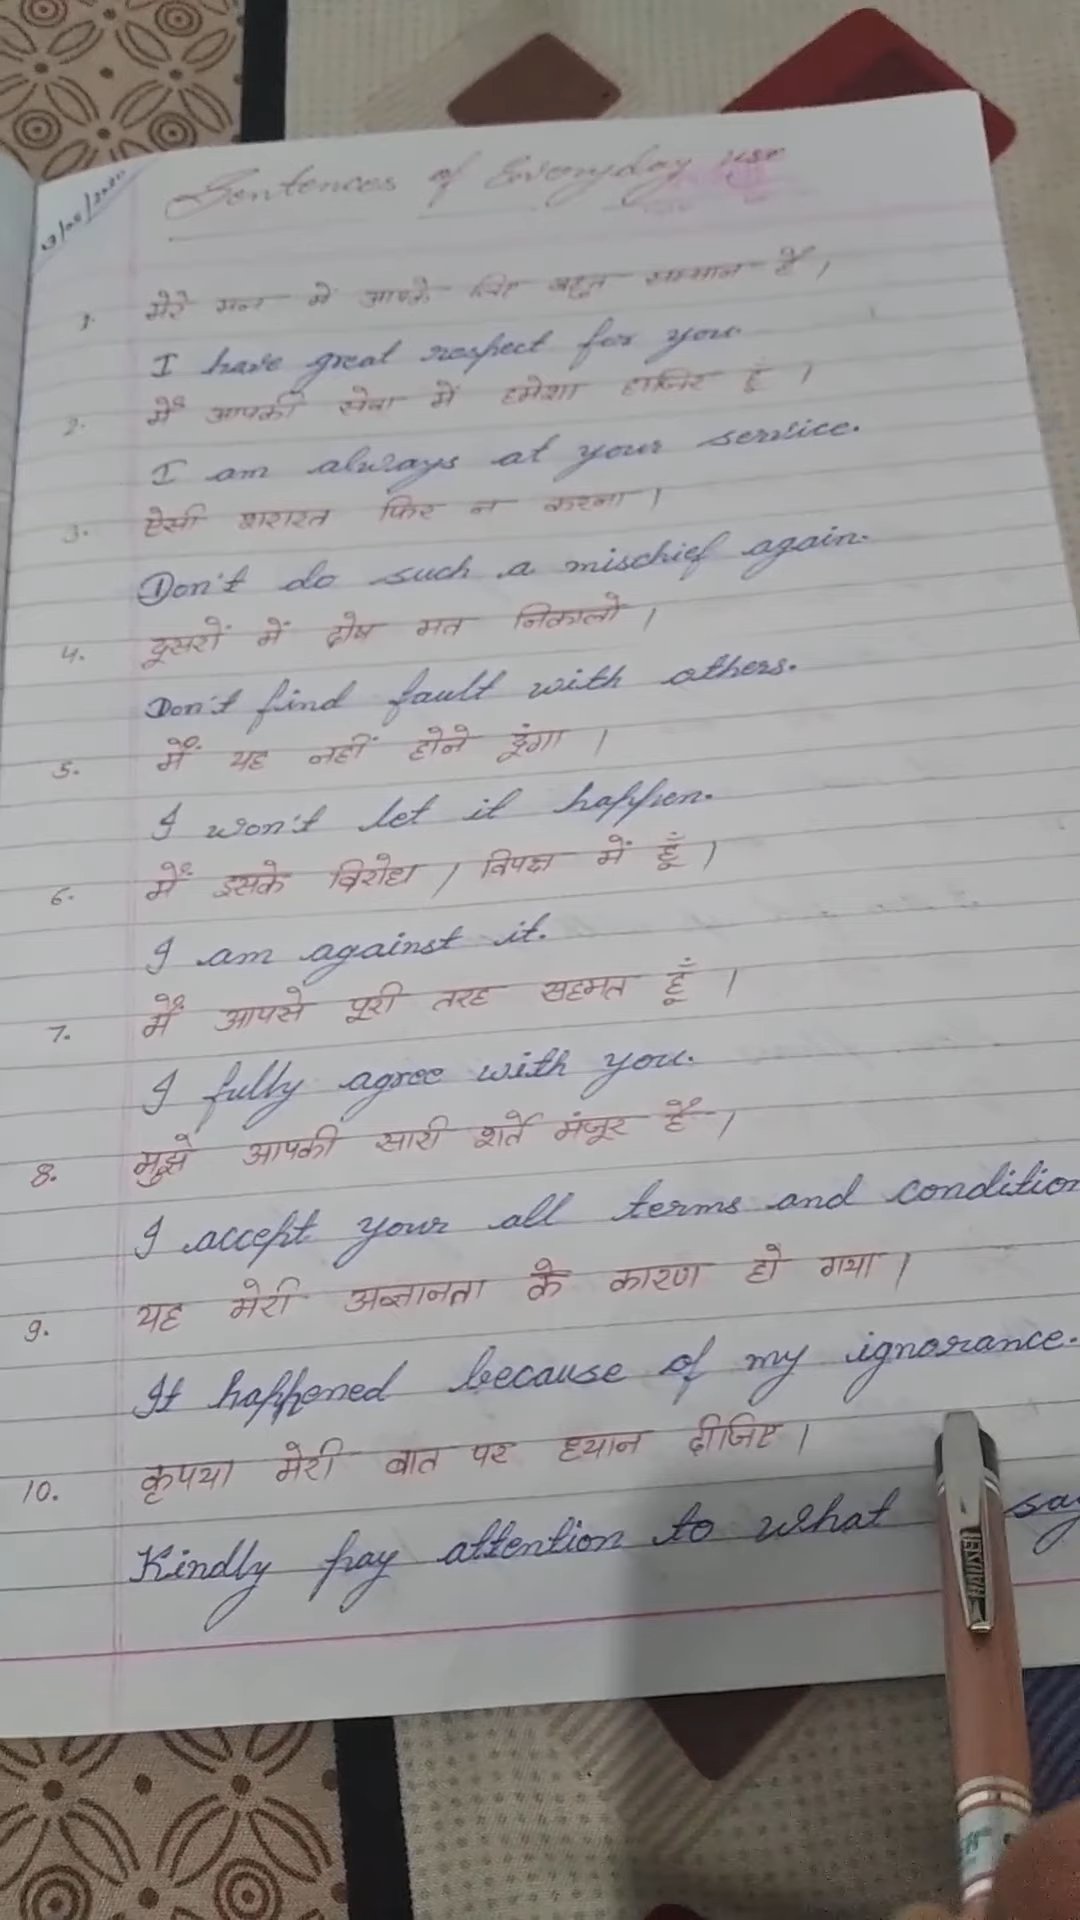 Sentences of Everyday use
1. मेरे मन में आपके लिए बहुत सम्मान है।
I have great respect for you.
2. मैं आपकी सेवा में हमेशा हाजिर हूं।
I am always at your service.
3. ऐसी शरारत फिर न करना।
Don't do such a mischief again.
4. दूसरों में दोष मत निकालो।
Don't find fault with others.
5. मैं यह नहीं होने दूंगा।
I won't let it happen.
6. मैं इसके विरोध / विपक्ष में हूँ।
I am against it.
7. मैं आपसे पूरी तरह सहमत हूँ।
I fully agree with you.
8. मुझे आपकी सारी शर्तें मंजूर हैं।
I accept your all terms and condition
9. यह मेरी अज्ञानता के कारण हो गया।
It happened because of my ignorance.
10. कृपया मेरी बात पर ध्यान दीजिए।
Kindly pay attention to what say
HAUSER